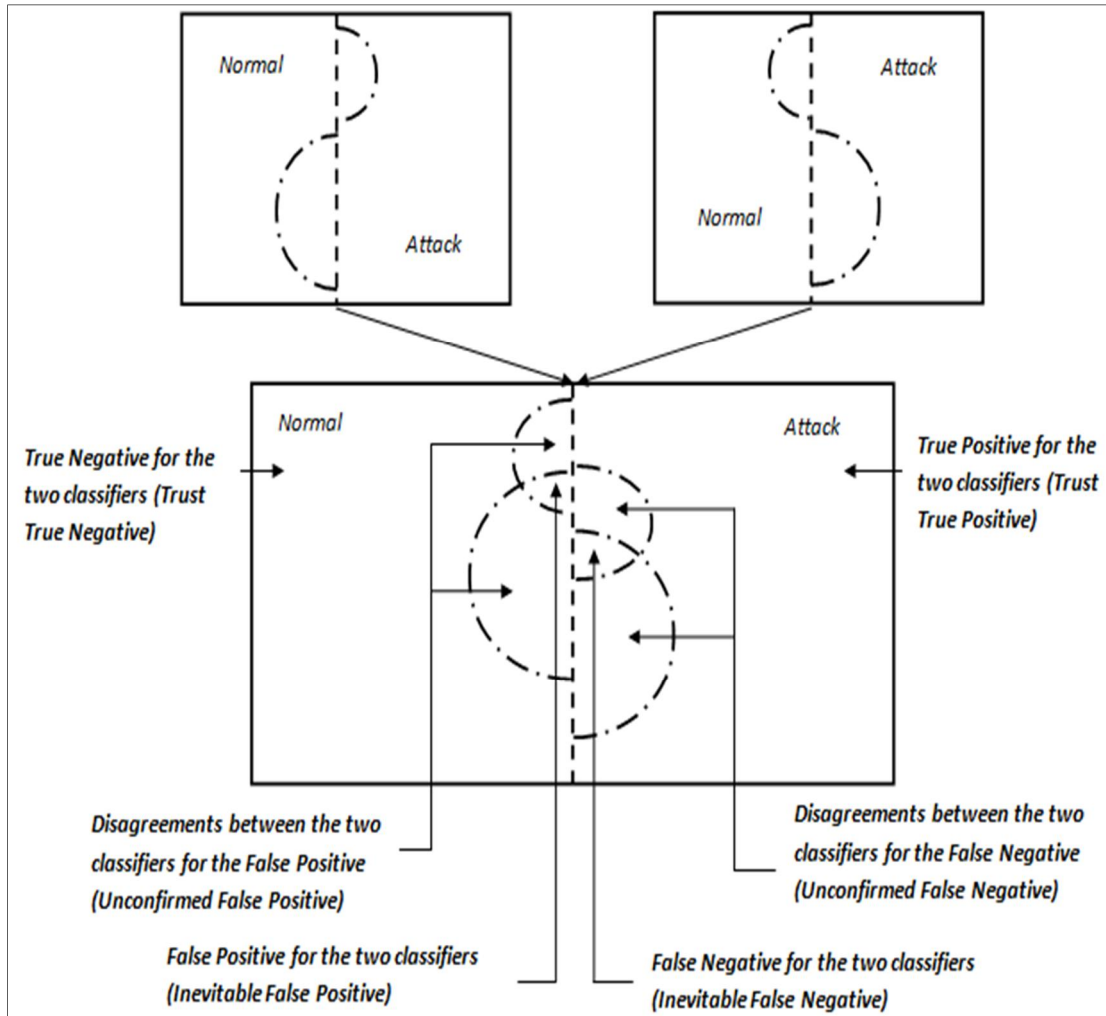 Normal
Attack
Attack
Normal
Normal
Attack
True Negative for the
two classifiers (Trust
True Negative)
True Positive for the
two classifiers (Trust
True Positive)
Disagreements between the two
classifiers for the False Positive
(Unconfirmed False Positive)
Disagreements between the two
classifiers for the False Negative
(Unconfirmed False Negative)
False Positive for the two classifiers
(Inevitable False Positive)
False Negative for the two classifiers
(Inevitable False Negative)